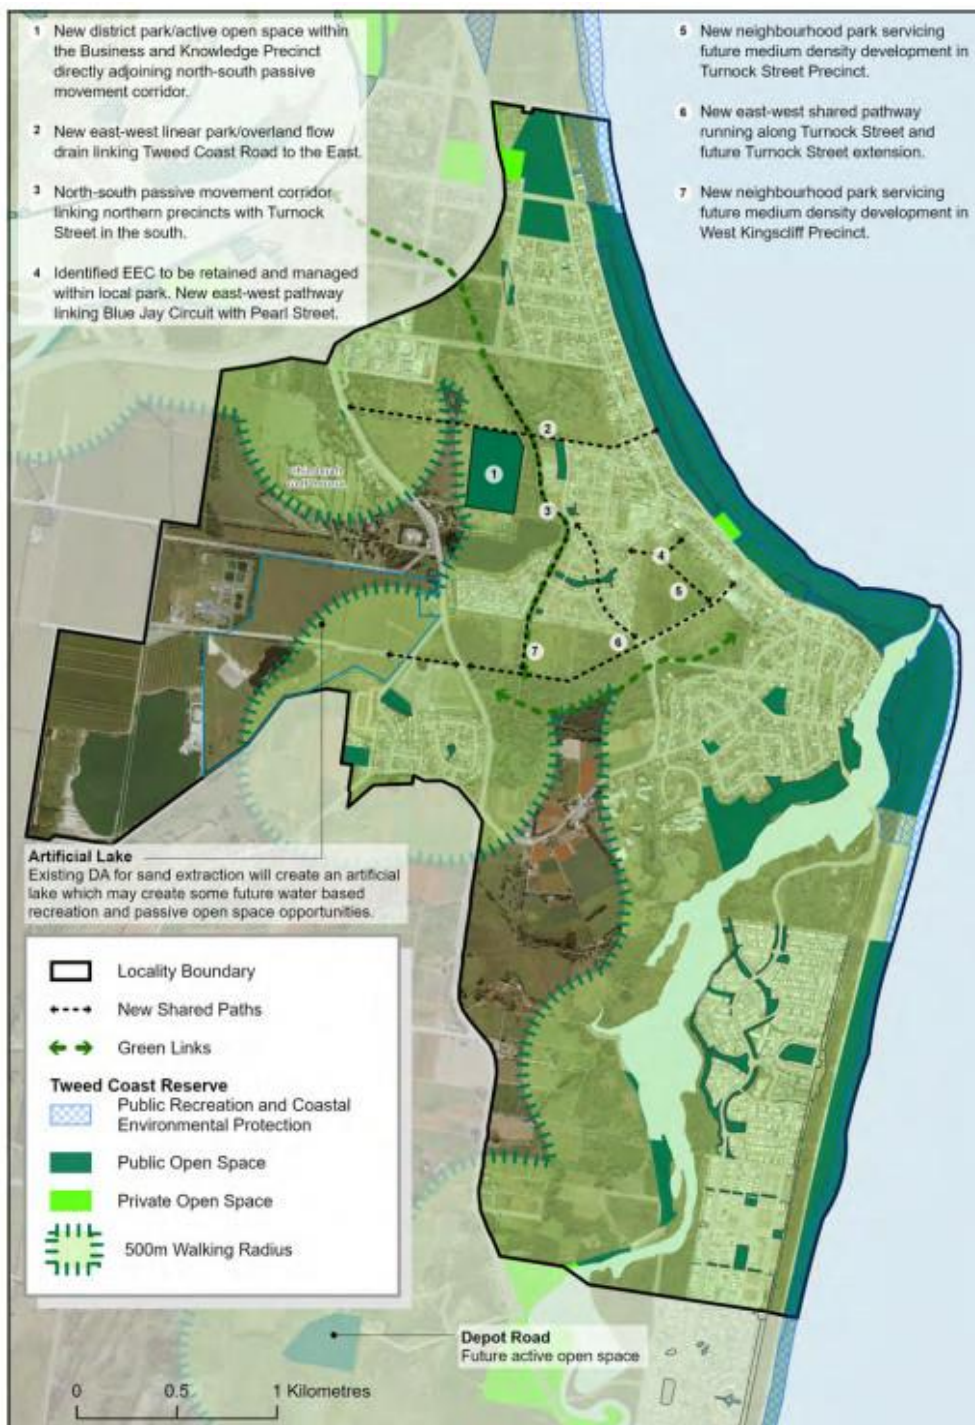 1 New district park/active open space within
the Business and Knowledge Precinct
directly adjoining north-south passive
movement corridor.
2 New east-west linear park/overland flow
drain linking Tweed Coast Road to the East.
3 North-south passive movement corridor
linking northern precincts with Turnock
Street in the south.
4 Identified EEC to be retained and managed
within local park. New east-west pathway
linking Blue Jay Circuit with Pearl Street.
5 New neighbourhood park servicing
future medium density development in
Turnock Street Precinct.
6 New east-west shared pathway
running along Turnock Street and
future Turnock Street extension.
7 New neighbourhood park servicing
future medium density development in
West Kingscliff Precinct.
2
1
3
4
5
6
7
Artificial Lake
Existing DA for sand extraction will create an artificial
lake which may create some future water based
recreation and passive open space opportunities.
Locality Boundary
New Shared Paths
Green Links
Tweed Coast Reserve
Public Recreation and Coastal
Environmental Protection
Public Open Space
Private Open Space
500m Walking Radius
Depot Road
Future active open space
0 0.5 1 Kilometres